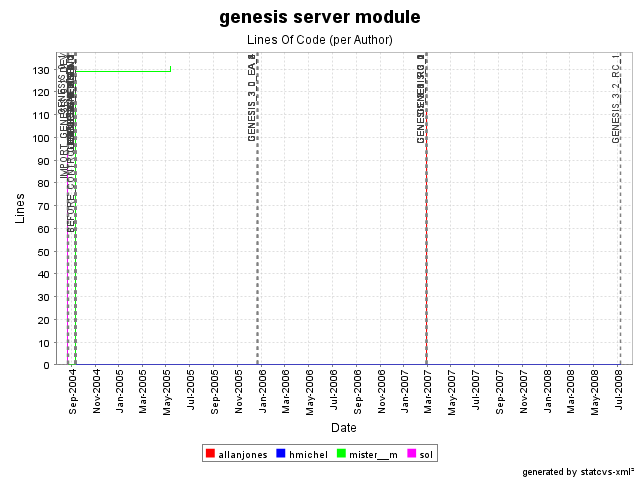 genesis server module
Lines Of Code (per Author)
GENESIS_3_2_RC_1
130
120
110
100
90
80
70
60
50
40
30
20
10
0
Lines
Sep-2004
Nov-2004
Jan-2005
Mar-2005
May-2005
Jul-2005
Sep-2005
Nov-2005
Jan-2006
Mar-2006
May-2006
Jul-2006
Sep-2006
Nov-2006
Jan-2007
Mar-2007
May-2007
Jul-2007
Sep-2007
Nov-2007
Jan-2008
Mar-2008
May-2008
Jul-2008
Date
allanjones hmichel mister__m sol
generated by statcvs-xml²